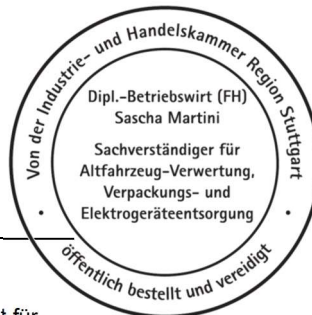 Von der Industrie- und Handelskammer Region Stuttgart
Dipl.-Betriebswirt (FH)
Sascha Martini
Sachverständiger für
Altfahrzeug-Verwertung,
Verpackungs- und
Elektrogeräteentsorgung
öffentlich bestellt und vereidigt
für